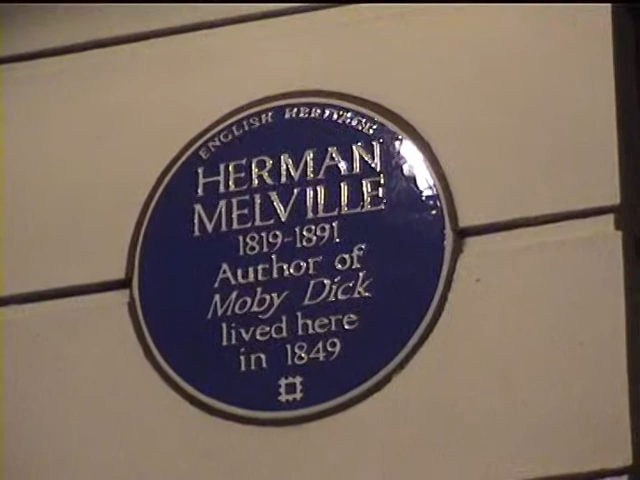 ENGLISH HERITAGE
HERMAN
MELVILLE
1819-1891
Author of
Moby Dick
lived here
in 1849